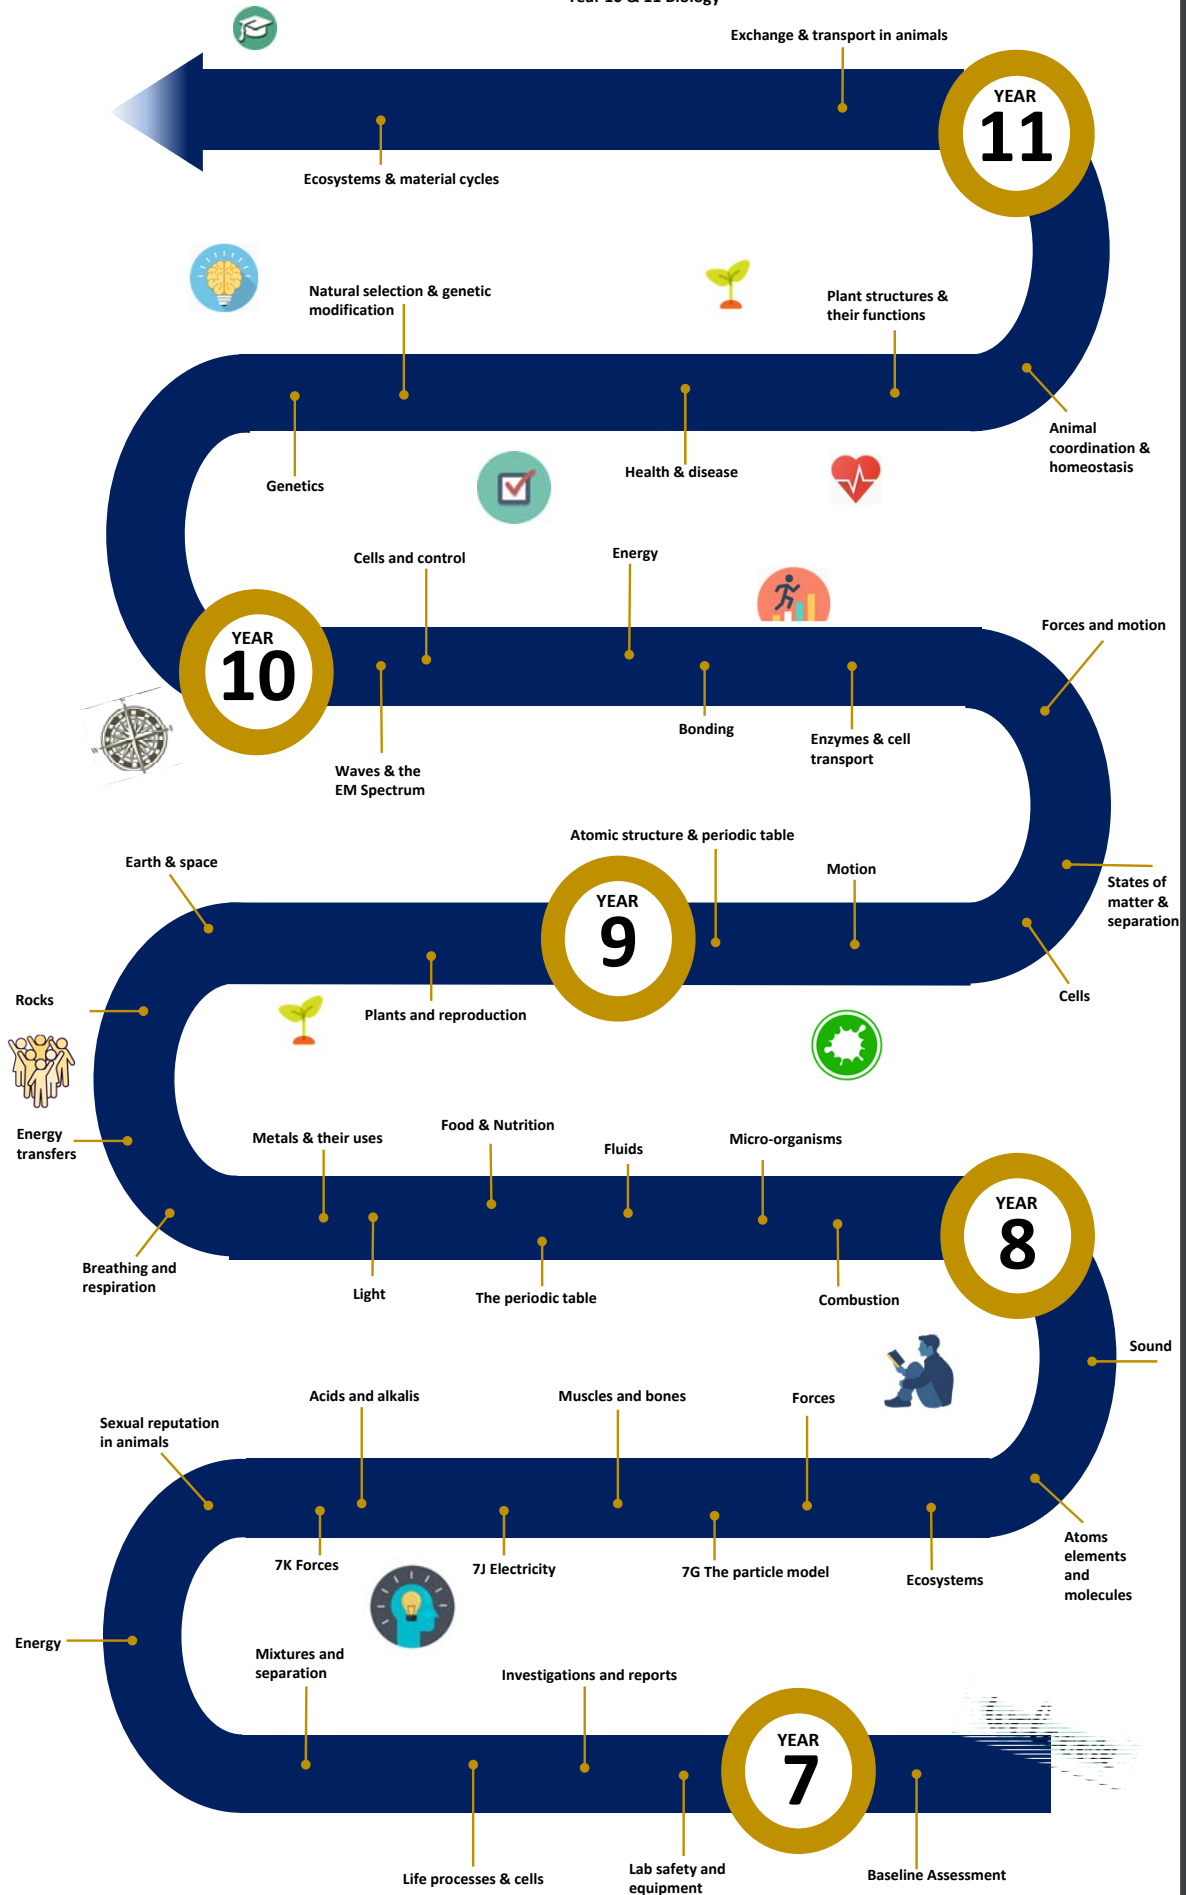 Year 10 & 11 Biology
Exchange & transport in animals
YEAR
11
Ecosystems & material cycles
Natural selection & genetic
modification
Plant structures &
their functions
Animal
coordination &
homeostasis
Health & disease
Genetics
Cells and control
Energy
Forces and motion
YEAR
10
Bonding
Enzymes & cell
transport
Waves & the
EM Spectrum
Atomic structure & periodic table
Earth & space
Motion
States of
matter &
separation
YEAR
9
Cells
Rocks
Plants and reproduction
Energy
transfers
Metals & their uses
Food & Nutrition
Fluids
Micro-organisms
YEAR
8
Breathing and
respiration
Light
The periodic table
Combustion
Sound
Acids and alkalis
Muscles and bones
Forces
Sexual reputation
in animals
7K Forces
7J Electricity
7G The particle model
Ecosystems
Atoms
elements
and
molecules
Energy
Mixtures and
separation
Investigations and reports
YEAR
7
Life processes & cells
Lab safety and
equipment
Baseline Assessment